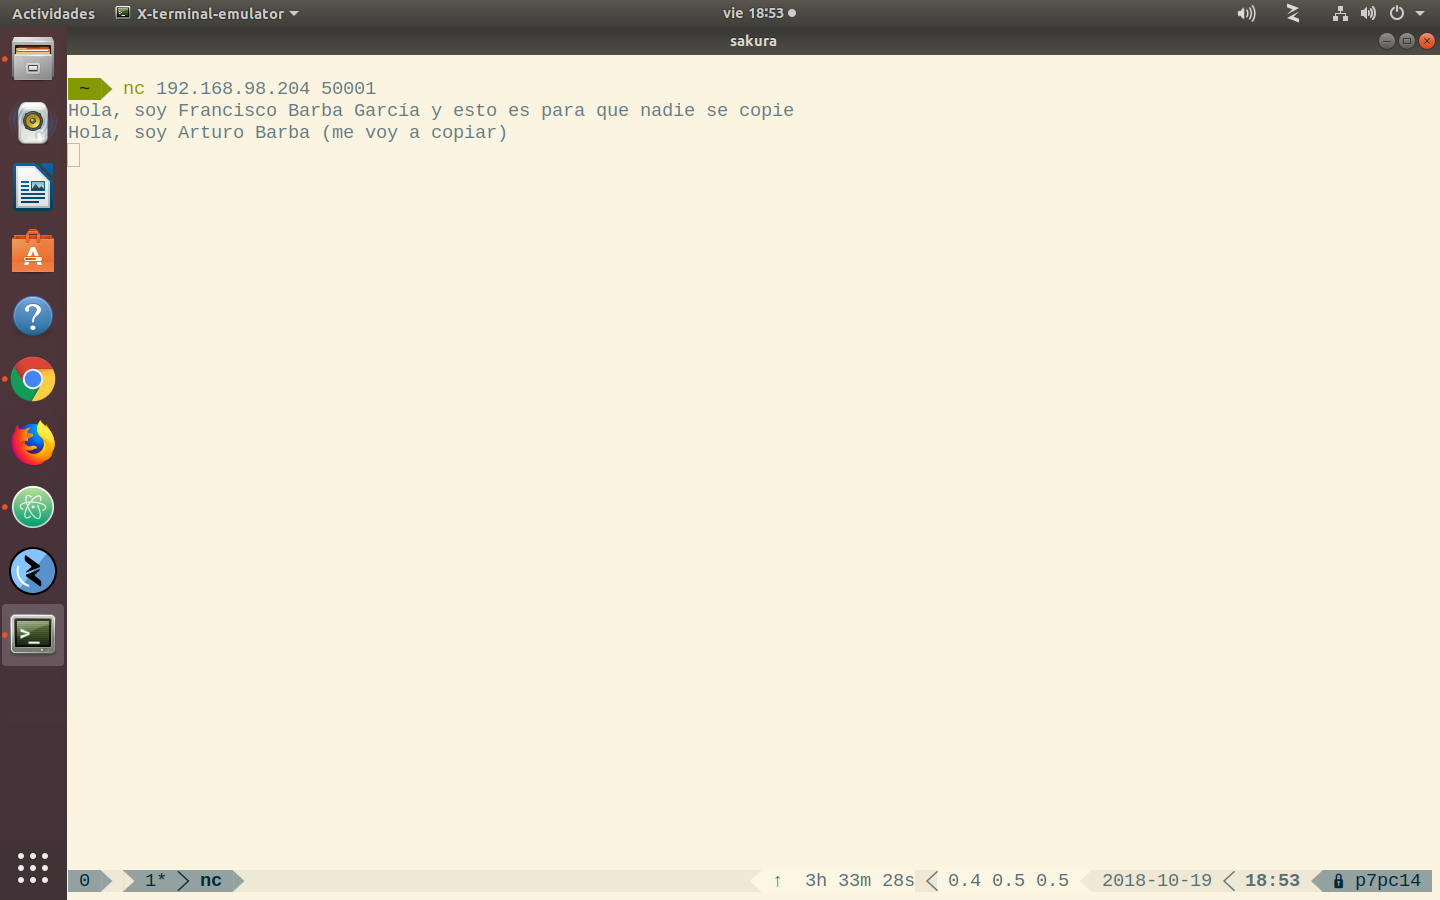 Actividades X-terminal-emulator vie 18:53
sakura
~ nc 192.168.98.204 50001
Hola, soy Francisco Barba García y esto es para que nadie se copie
Hola, soy Arturo Barba (me voy a copiar)
0 1* nc ↑ 3h 33m 28s 0.4 0.5 0.5 2018-10-19 18:53 p7pc14